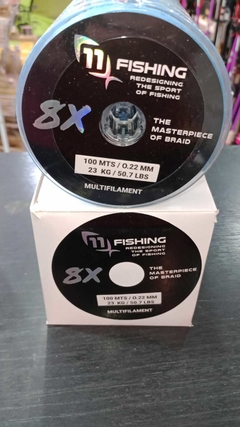 11
FISHING
REDESIGNING
THE SPORT
OF FISHING
8X
THE
MASTERPIECE
OF BRAID
100 MTS / 0.22 MM
23 KG / 50.7 LBS
MULTIFILAMENT
11
FISHING
REDESIGNING
THE SPORT
OF FISHING
8X
THE
MASTERPIECE
OF BRAID
100 MTS / 0.22 MM
23 KG / 50.7 LBS
MULTIFILAMENT